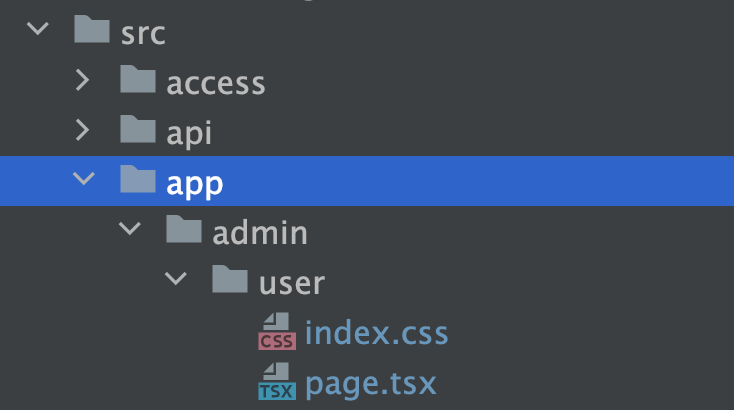 src
access
api
app
admin
user
CSS index.css
TSX page.tsx